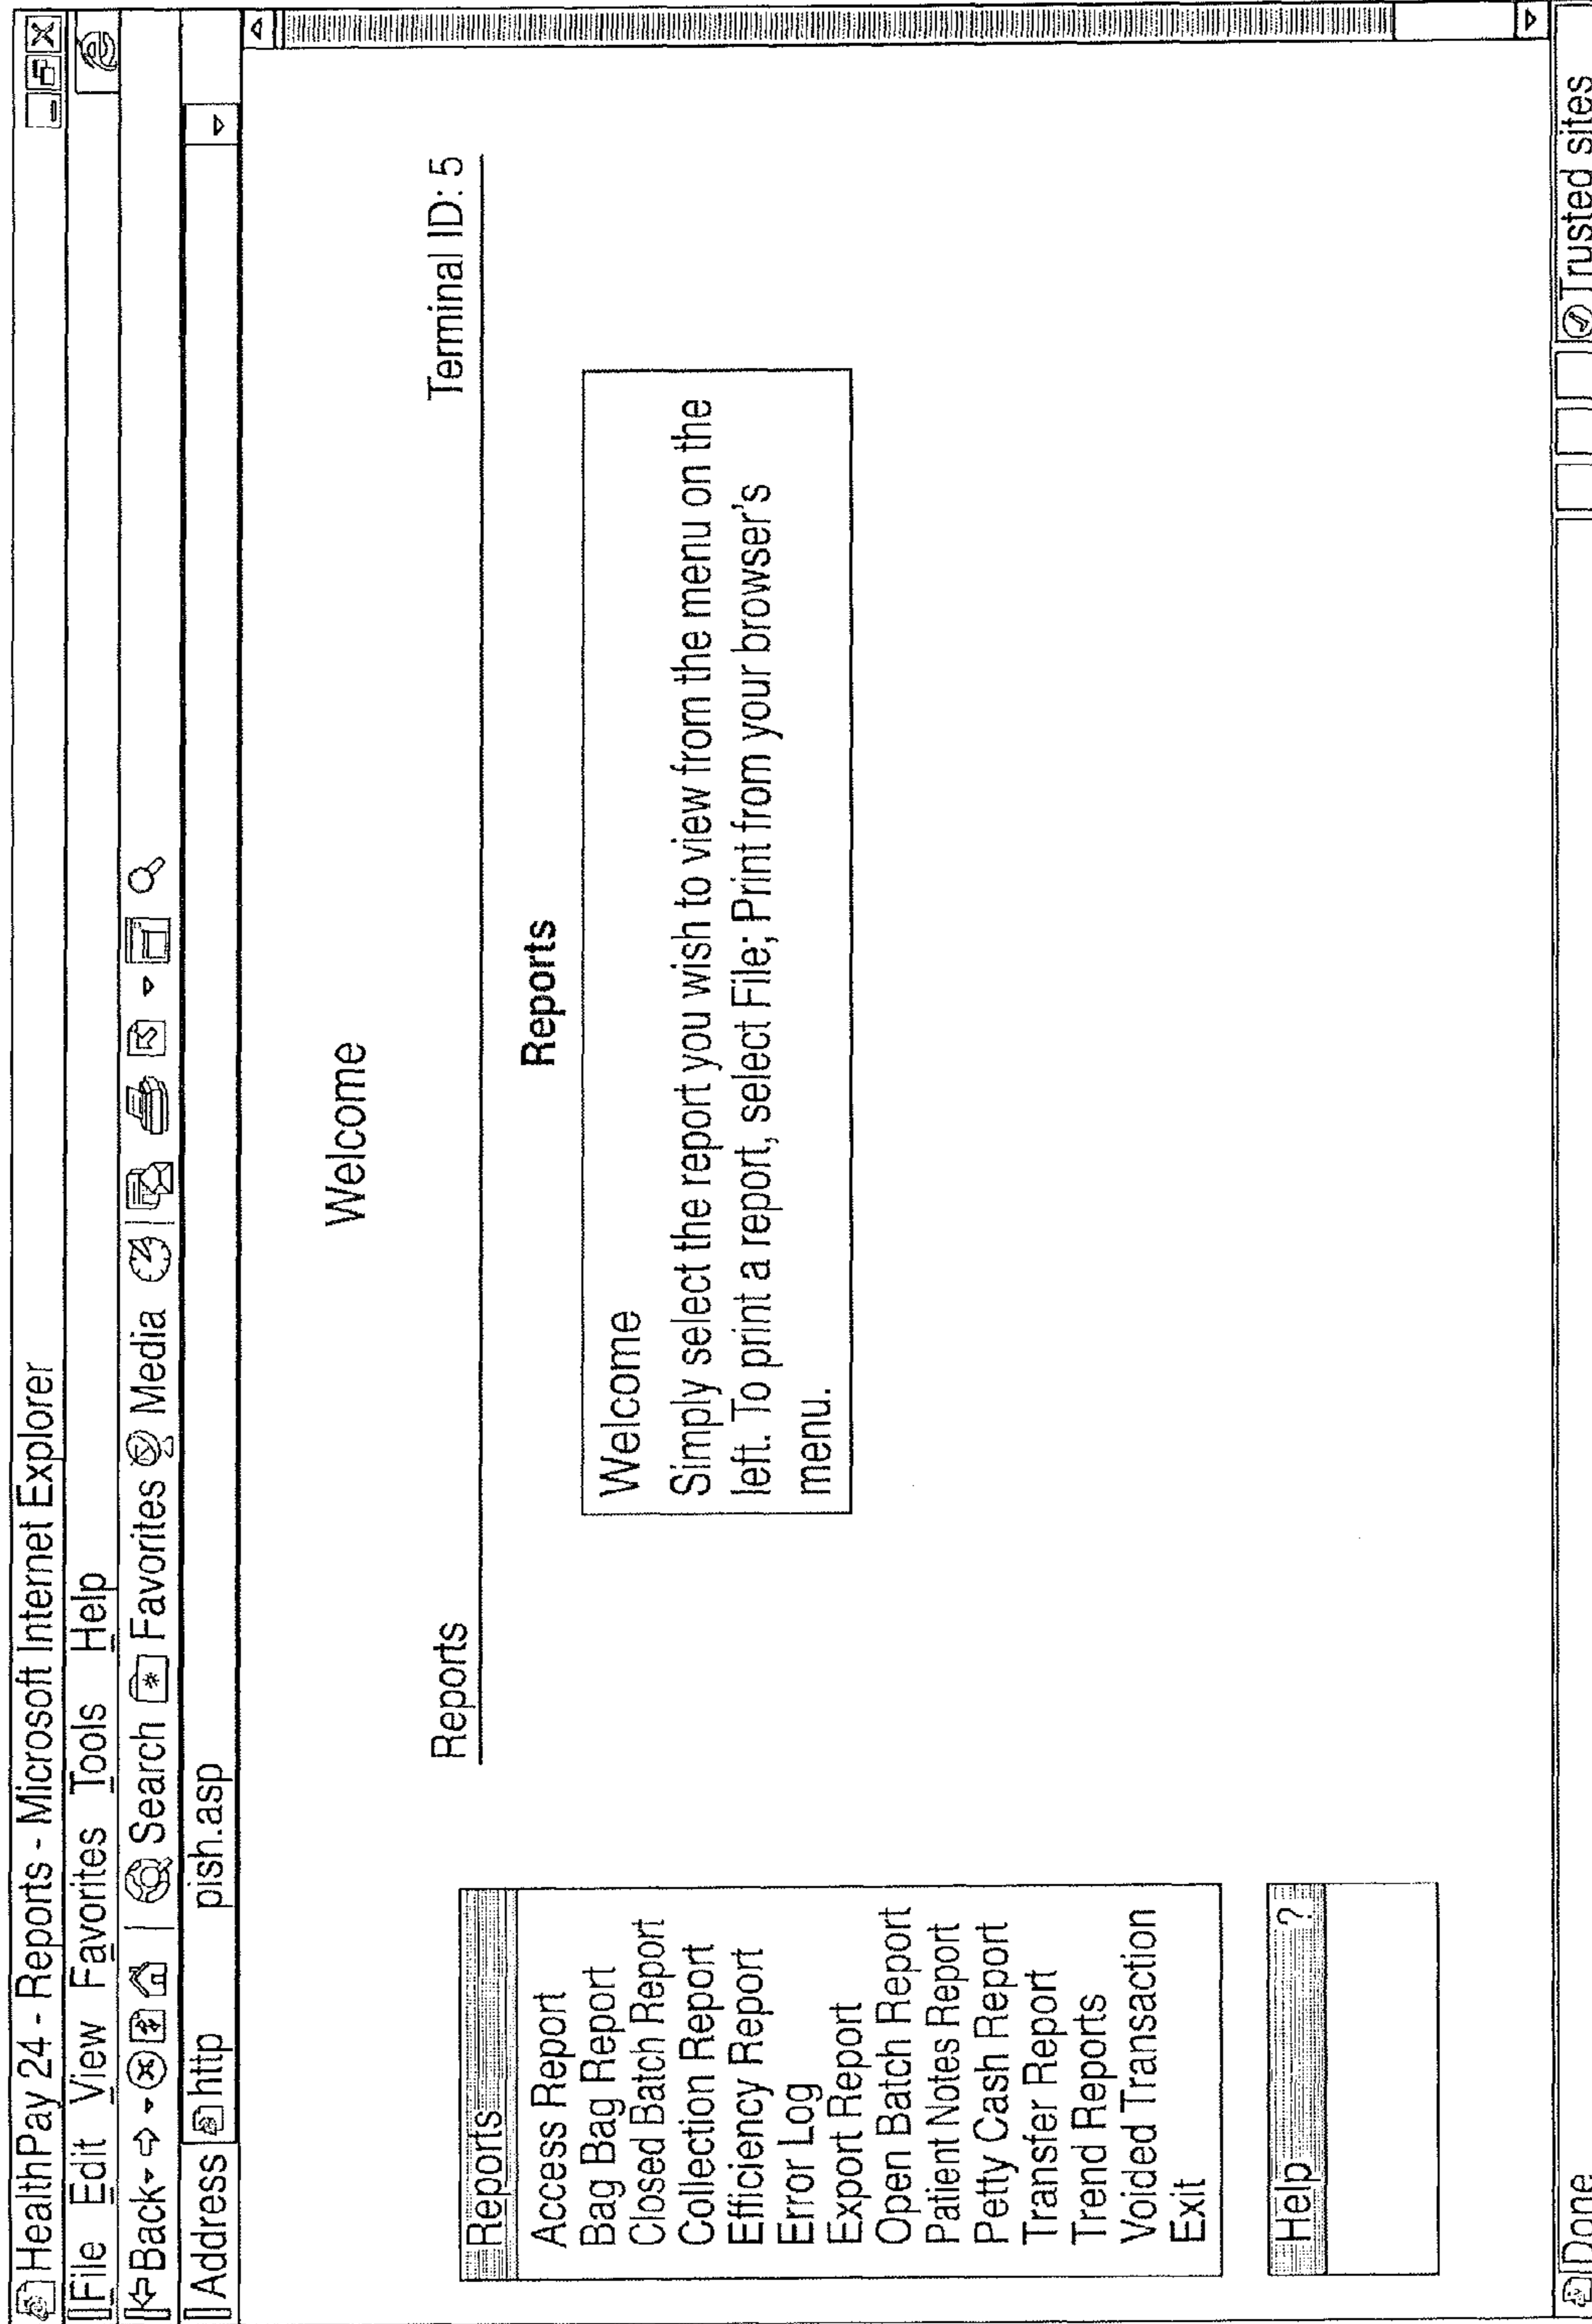 HealthPay 24 - Reports - Microsoft Internet Explorer
File Edit View Favorites Tools Help
Back Search Favorites Media
Address http pish.asp
Welcome
Reports Terminal ID: 5
Reports
Access Report
Bag Bag Report
Closed Batch Report
Collection Report
Efficiency Report
Error Log
Export Report
Open Batch Report
Patient Notes Report
Petty Cash Report
Transfer Report
Trend Reports
Voided Transaction
Exit
Help ?
Reports
Welcome
Simply select the report you wish to view from the menu on the
left. To print a report, select File; Print from your browser's
menu.
Done Trusted sites